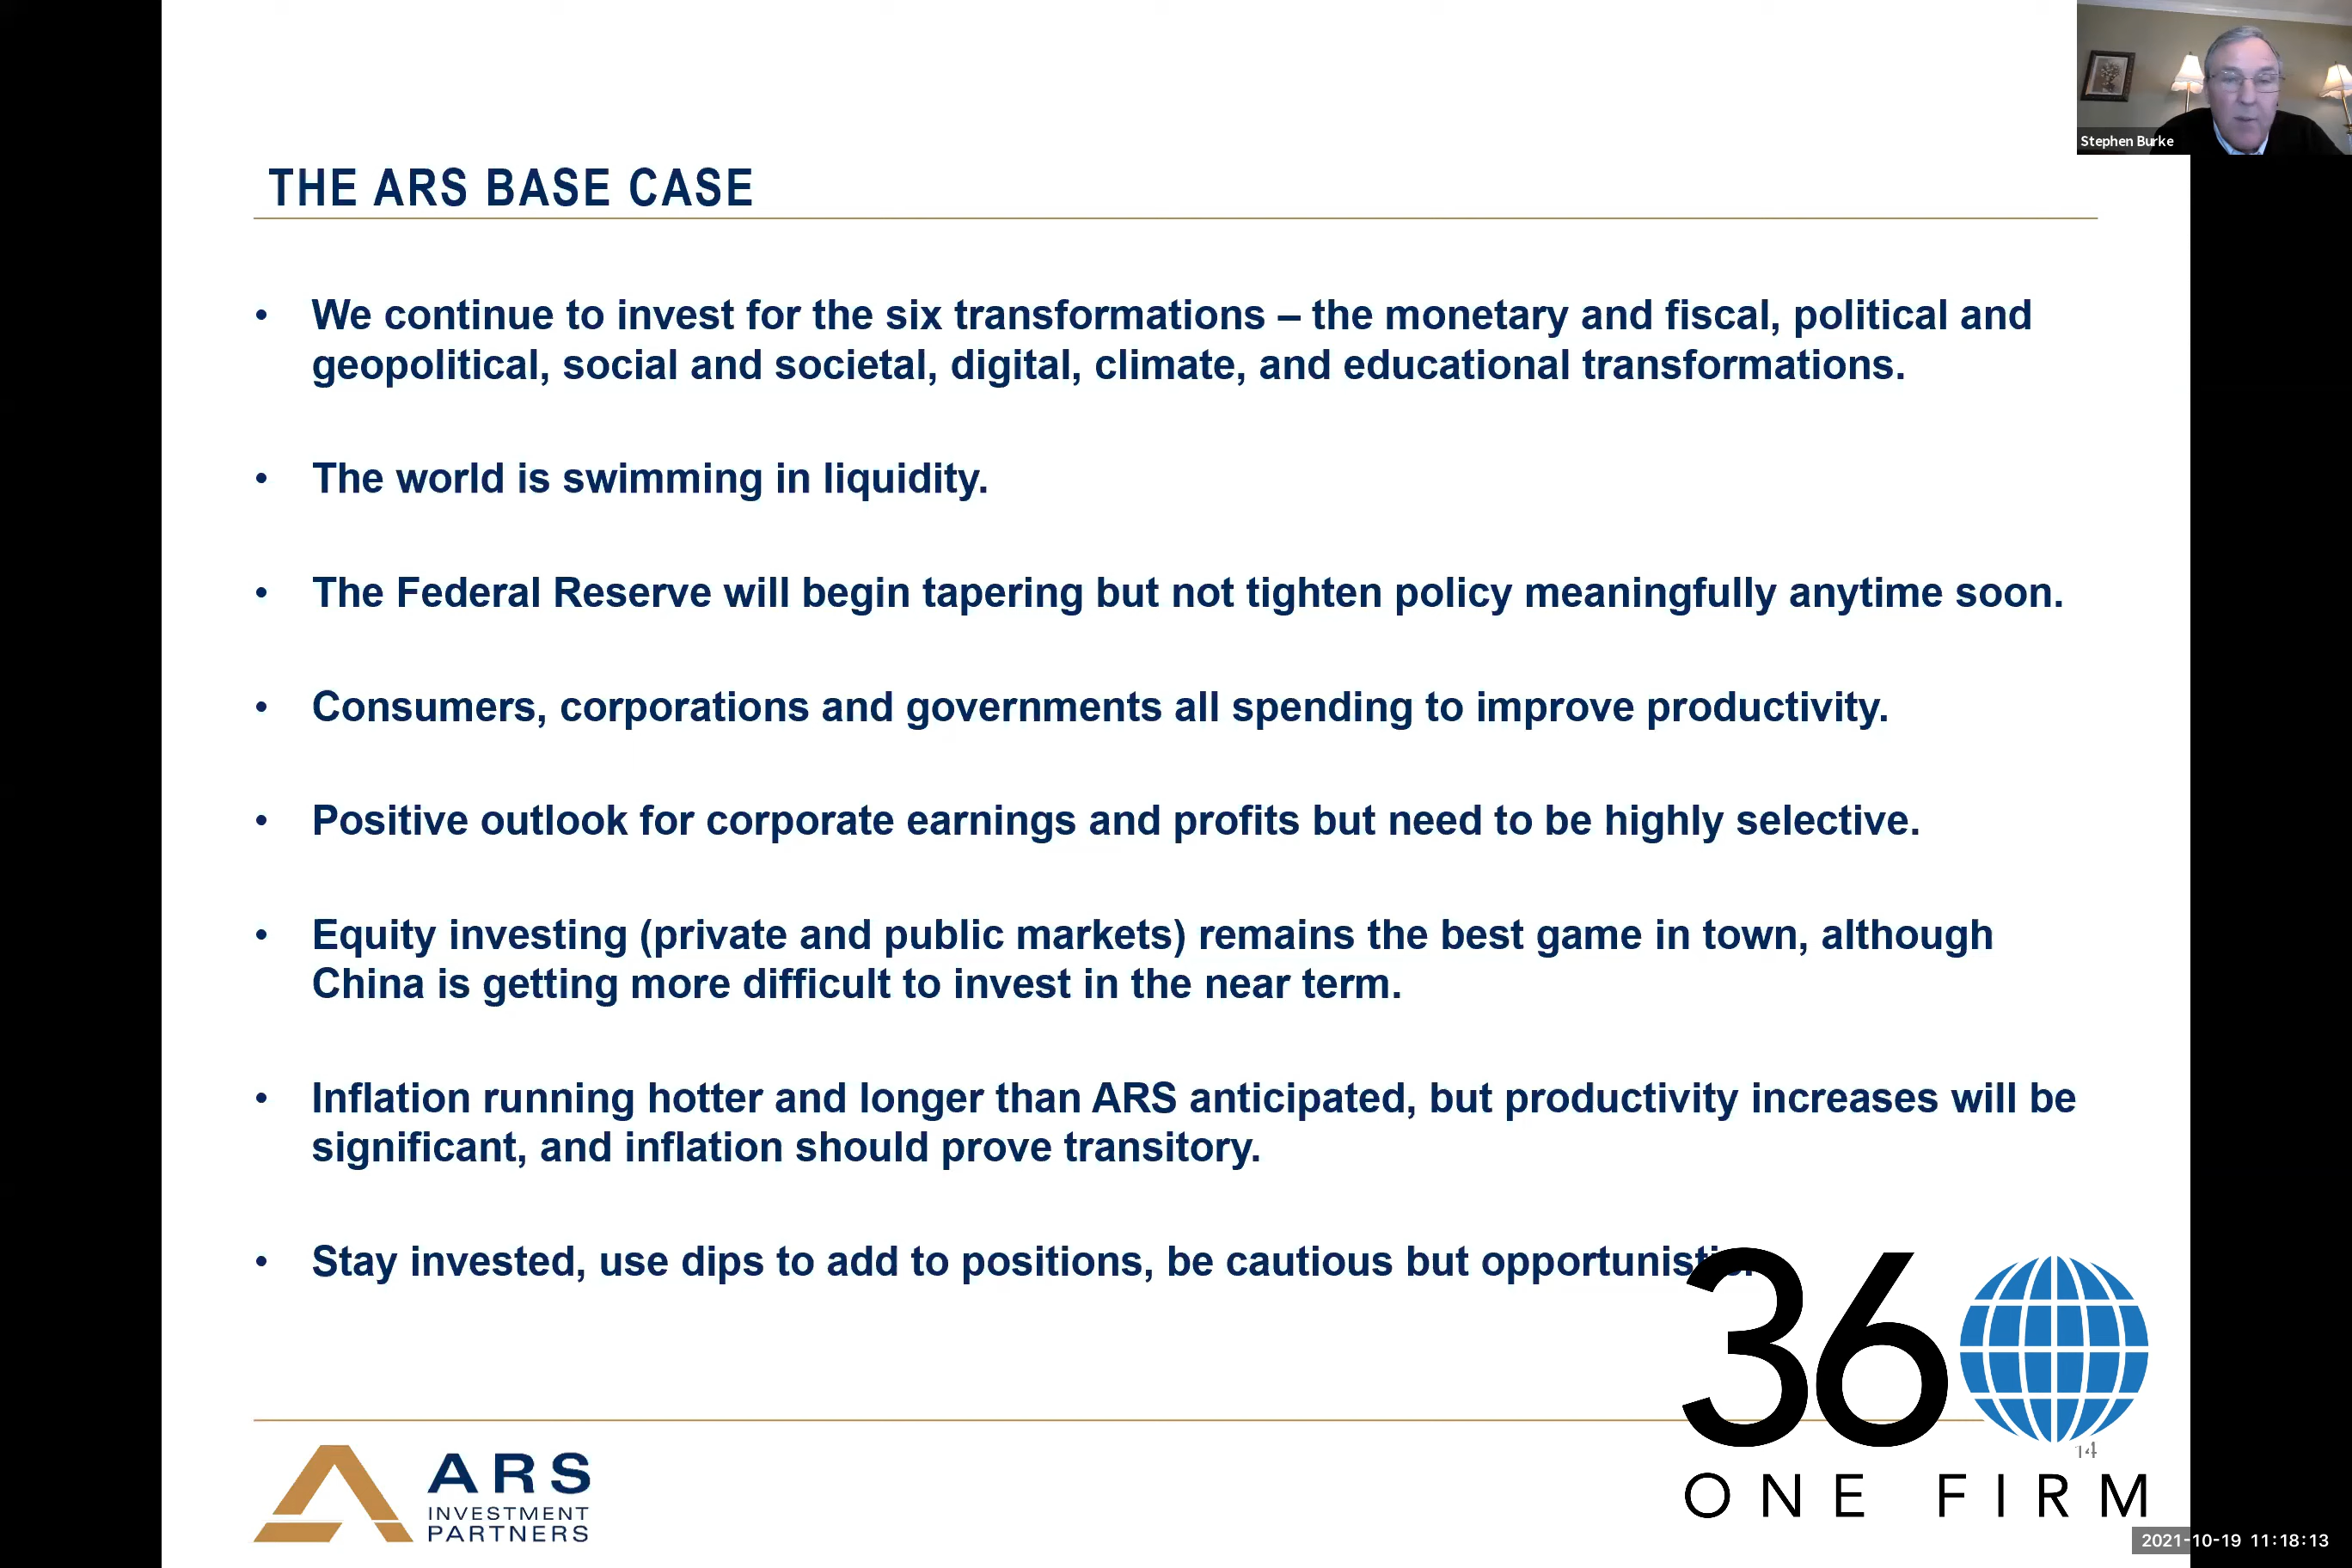 Stephen Burke
THE ARS BASE CASE
• We continue to invest for the six transformations – the monetary and fiscal, political and
geopolitical, social and societal, digital, climate, and educational transformations.
• The world is swimming in liquidity.
• The Federal Reserve will begin tapering but not tighten policy meaningfully anytime soon.
• Consumers, corporations and governments all spending to improve productivity.
• Positive outlook for corporate earnings and profits but need to be highly selective.
• Equity investing (private and public markets) remains the best game in town, although
China is getting more difficult to invest in the near term.
• Inflation running hotter and longer than ARS anticipated, but productivity increases will be
significant, and inflation should prove transitory.
• Stay invested, use dips to add to positions, be cautious but opportunistic.
36
14
ONE FIRM
ARS
INVESTMENT
PARTNERS
2021-10-19 11:18:13